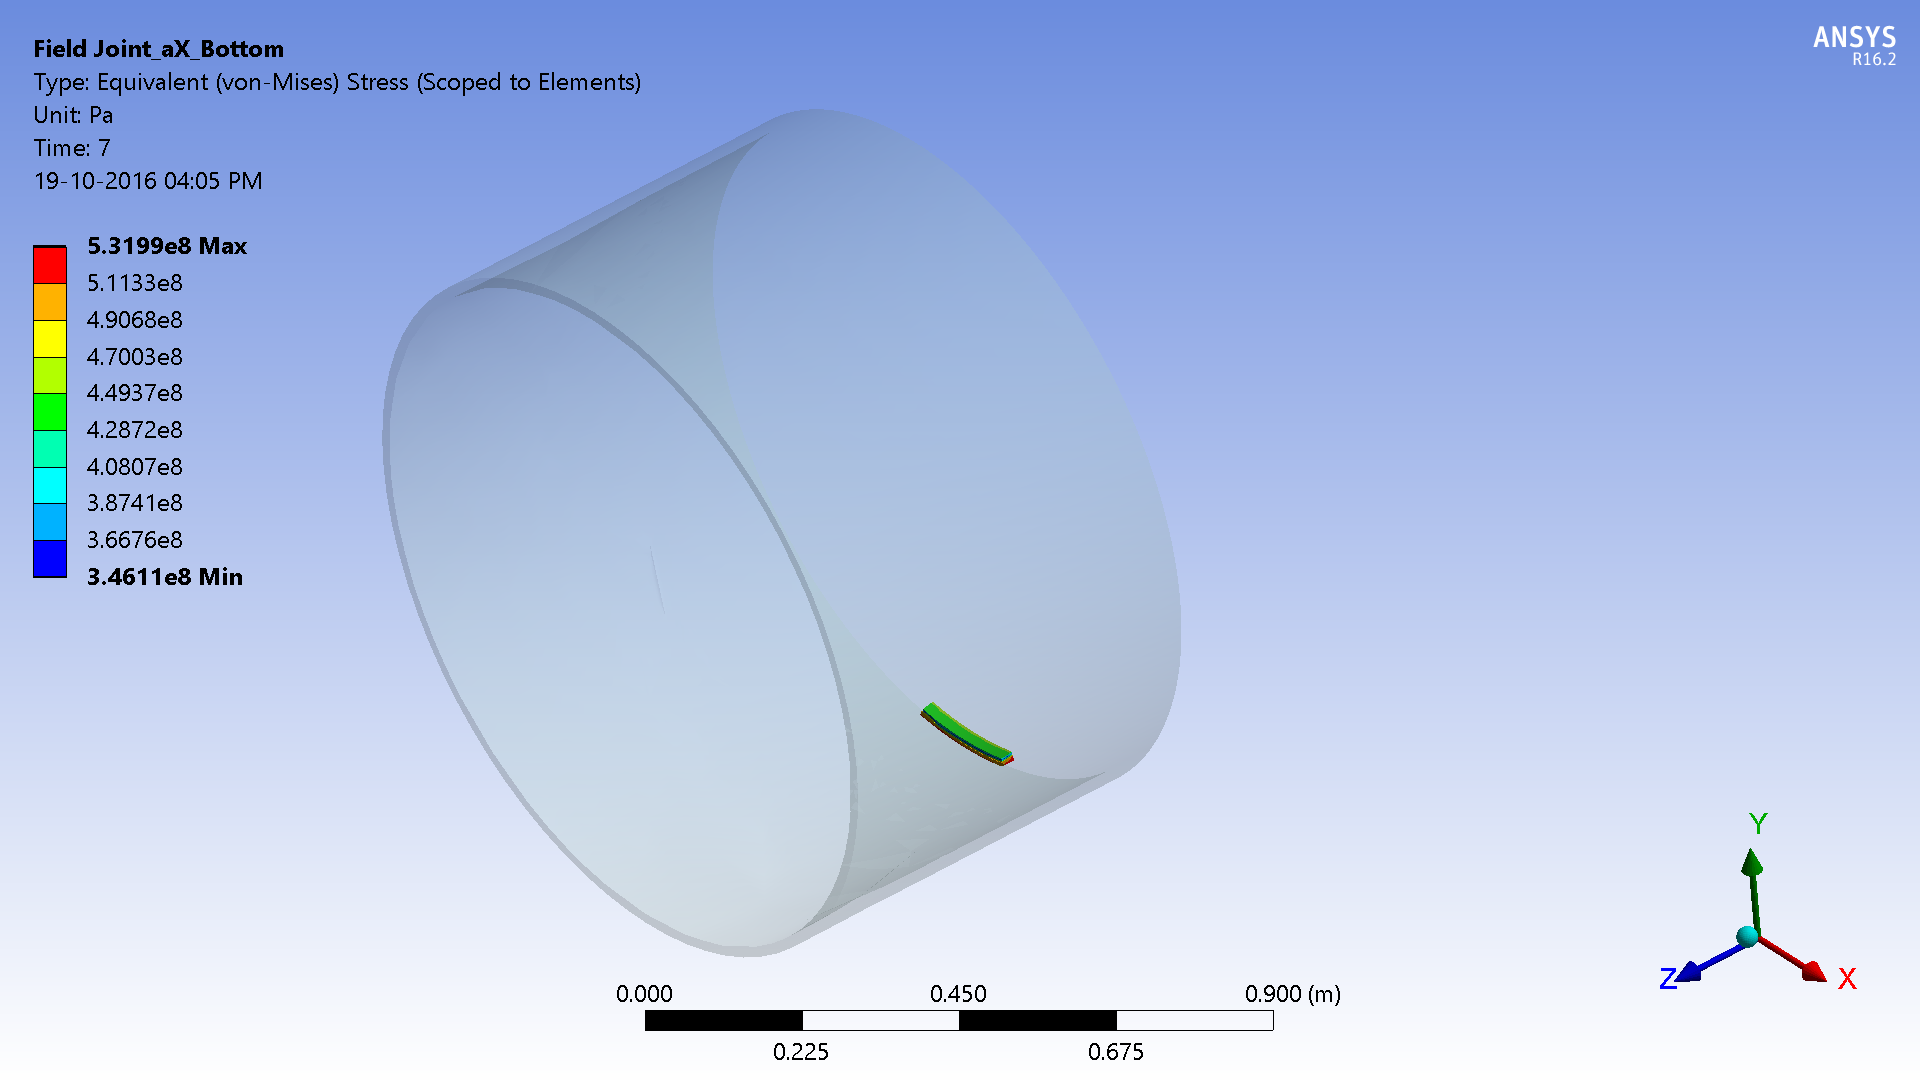 Field Joint_aX_Bottom
Type: Equivalent (von-Mises) Stress (Scoped to Elements)
Unit: Pa
Time: 7
19-10-2016 04:05 PM
ANSYS
R16.2
5.3199e8 Max
5.1133e8
4.9068e8
4.7003e8
4.4937e8
4.2872e8
4.0807e8
3.8741e8
3.6676e8
3.4611e8 Min
Y
Z
X
0.000 0.450 0.900 (m)
0.225 0.675